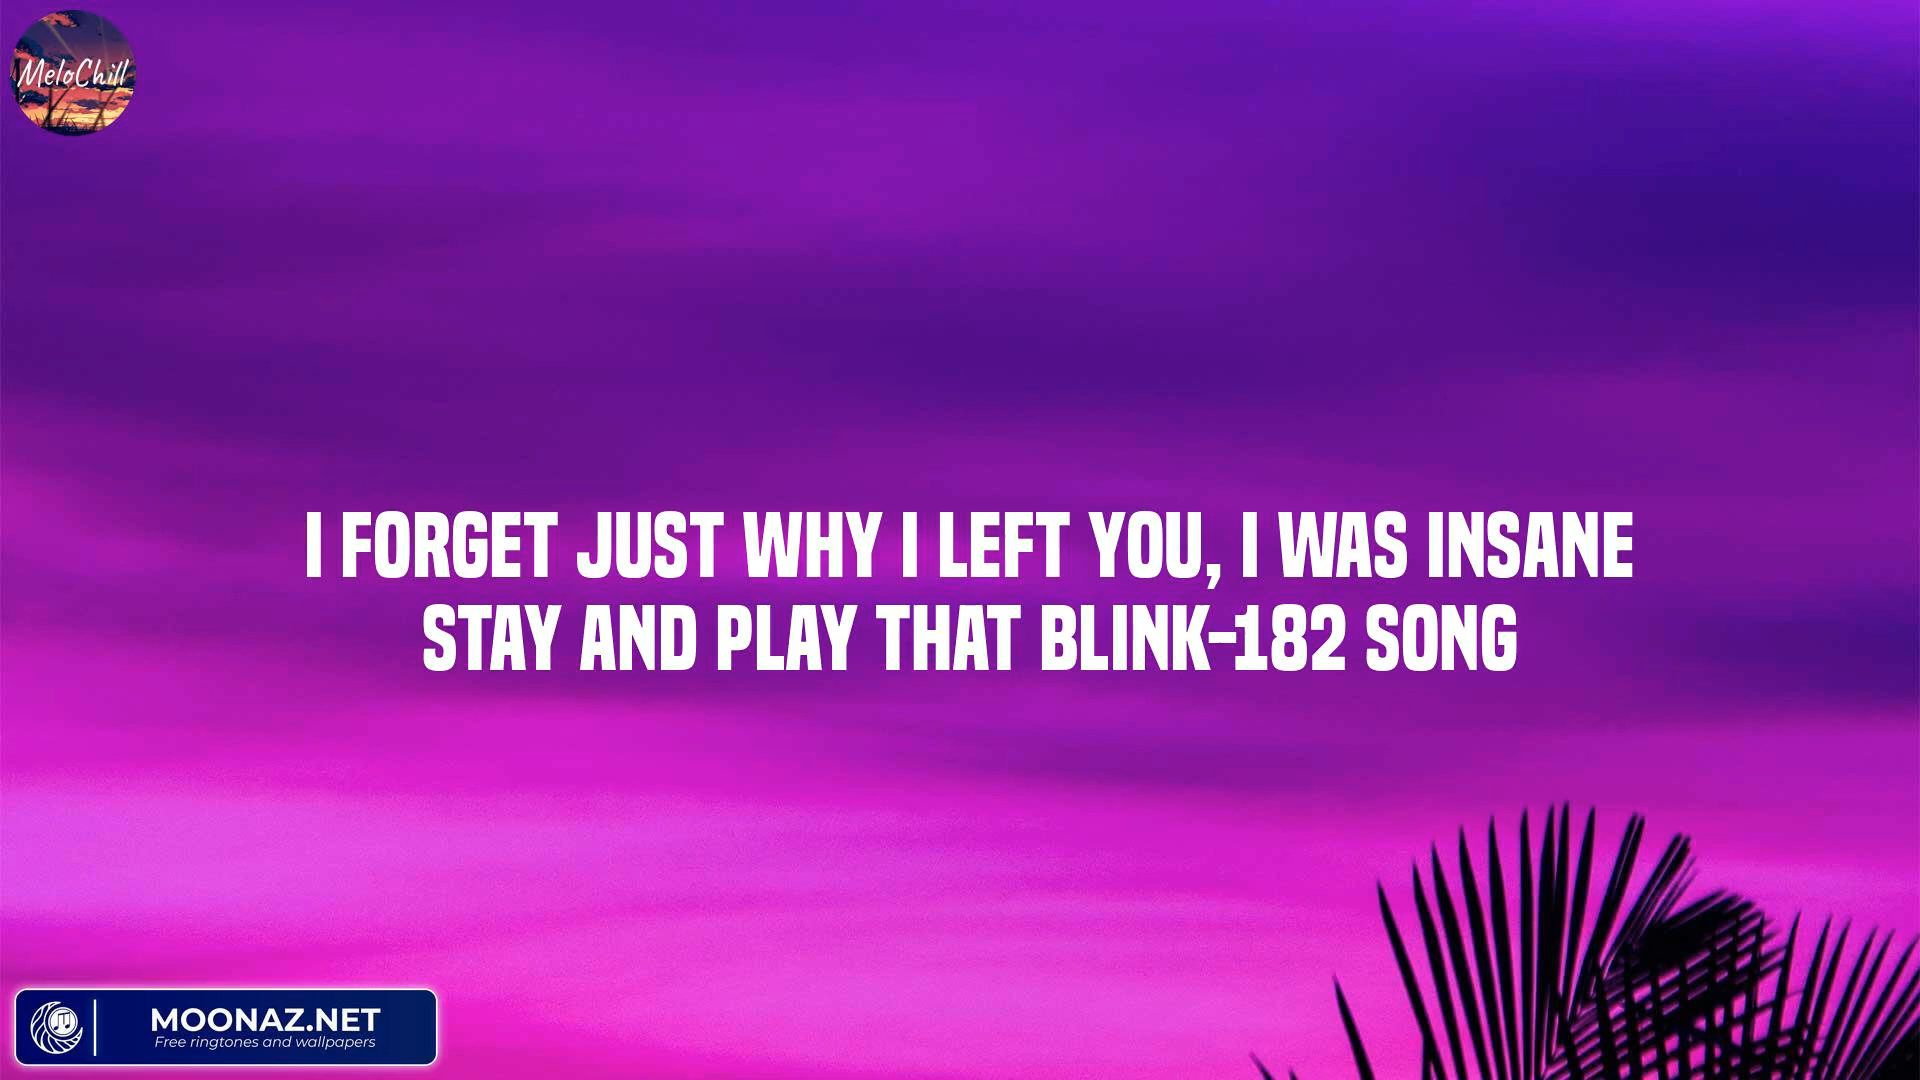 MeloChill
I FORGET JUST WHY I LEFT YOU, I WAS INSANE
STAY AND PLAY THAT BLINK-182 SONG
MOONAZ.NET
Free ringtones and wallpapers